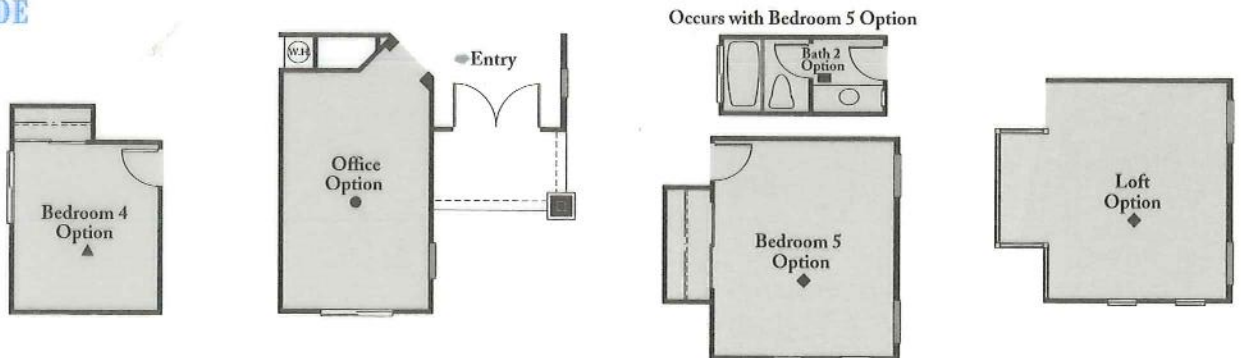 DE
Occurs with Bedroom 5 Option
W.H.
Entry
Bath 2
Option
Office
Option
Bedroom 4
Option
Bedroom 5
Option
Loft
Option